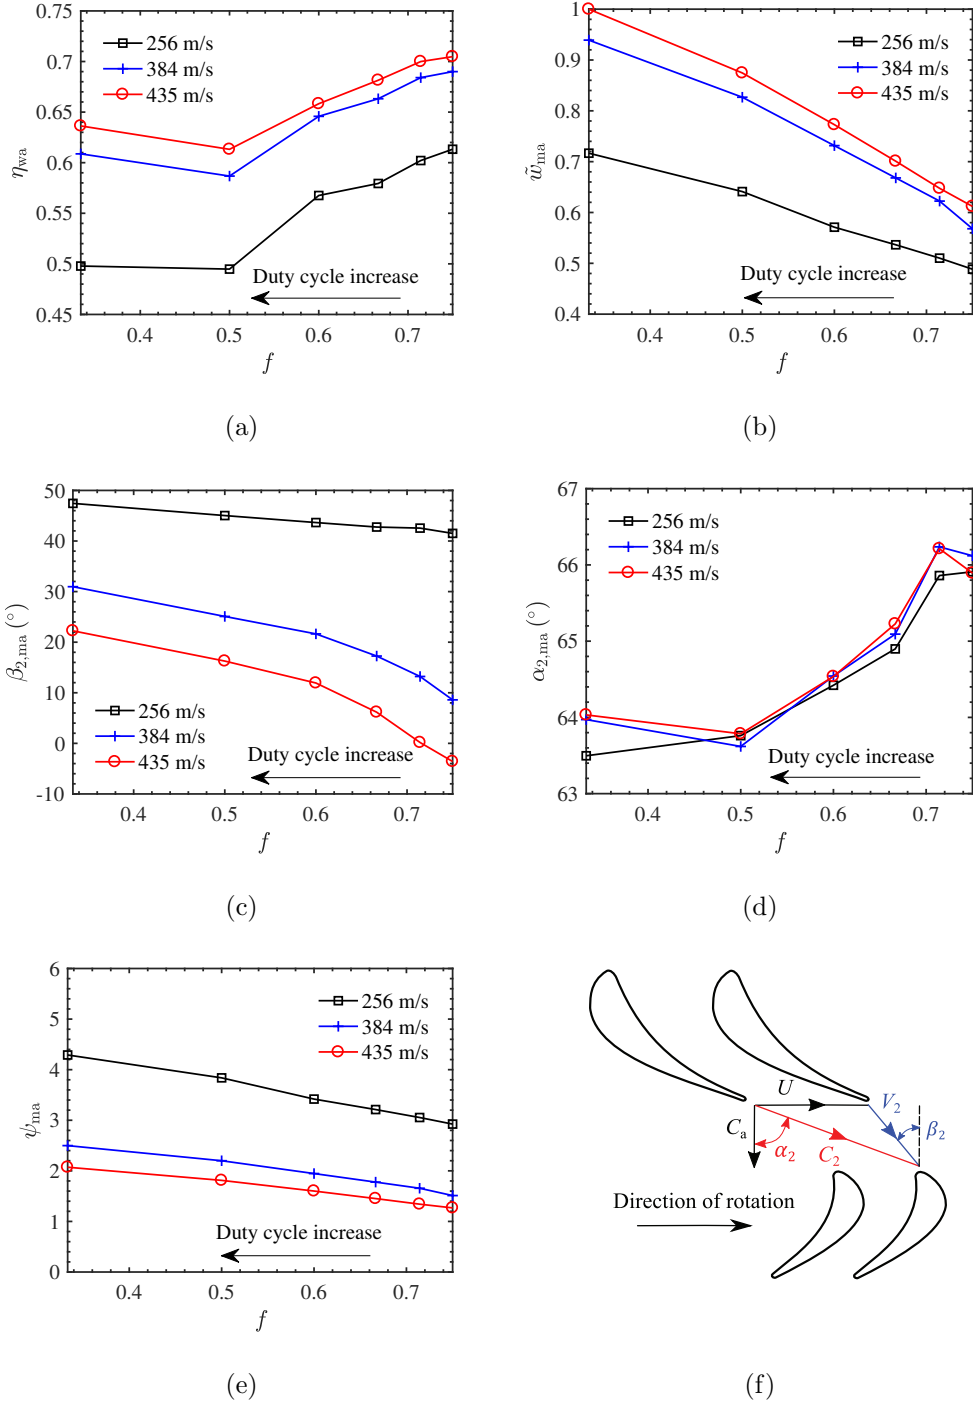 0.75
0.7
0.65
0.6
0.55
0.5
0.45
η_wa
256 m/s
384 m/s
435 m/s
Duty cycle increase
0.4 0.5 0.6 0.7
f
(a)
1
0.9
0.8
0.7
0.6
0.5
0.4
w̃_ma
256 m/s
384 m/s
435 m/s
Duty cycle increase
0.4 0.5 0.6 0.7
f
(b)
50
40
30
20
10
0
-10
β_2,ma (°)
256 m/s
384 m/s
435 m/s
Duty cycle increase
0.4 0.5 0.6 0.7
f
(c)
67
66
65
64
63
α_2,ma (°)
256 m/s
384 m/s
435 m/s
Duty cycle increase
0.4 0.5 0.6 0.7
f
(d)
6
5
4
3
2
1
0
ψ_ma
256 m/s
384 m/s
435 m/s
Duty cycle increase
0.4 0.5 0.6 0.7
f
(e)
U
V_2
C_a
β_2
α_2
C_2
Direction of rotation
(f)